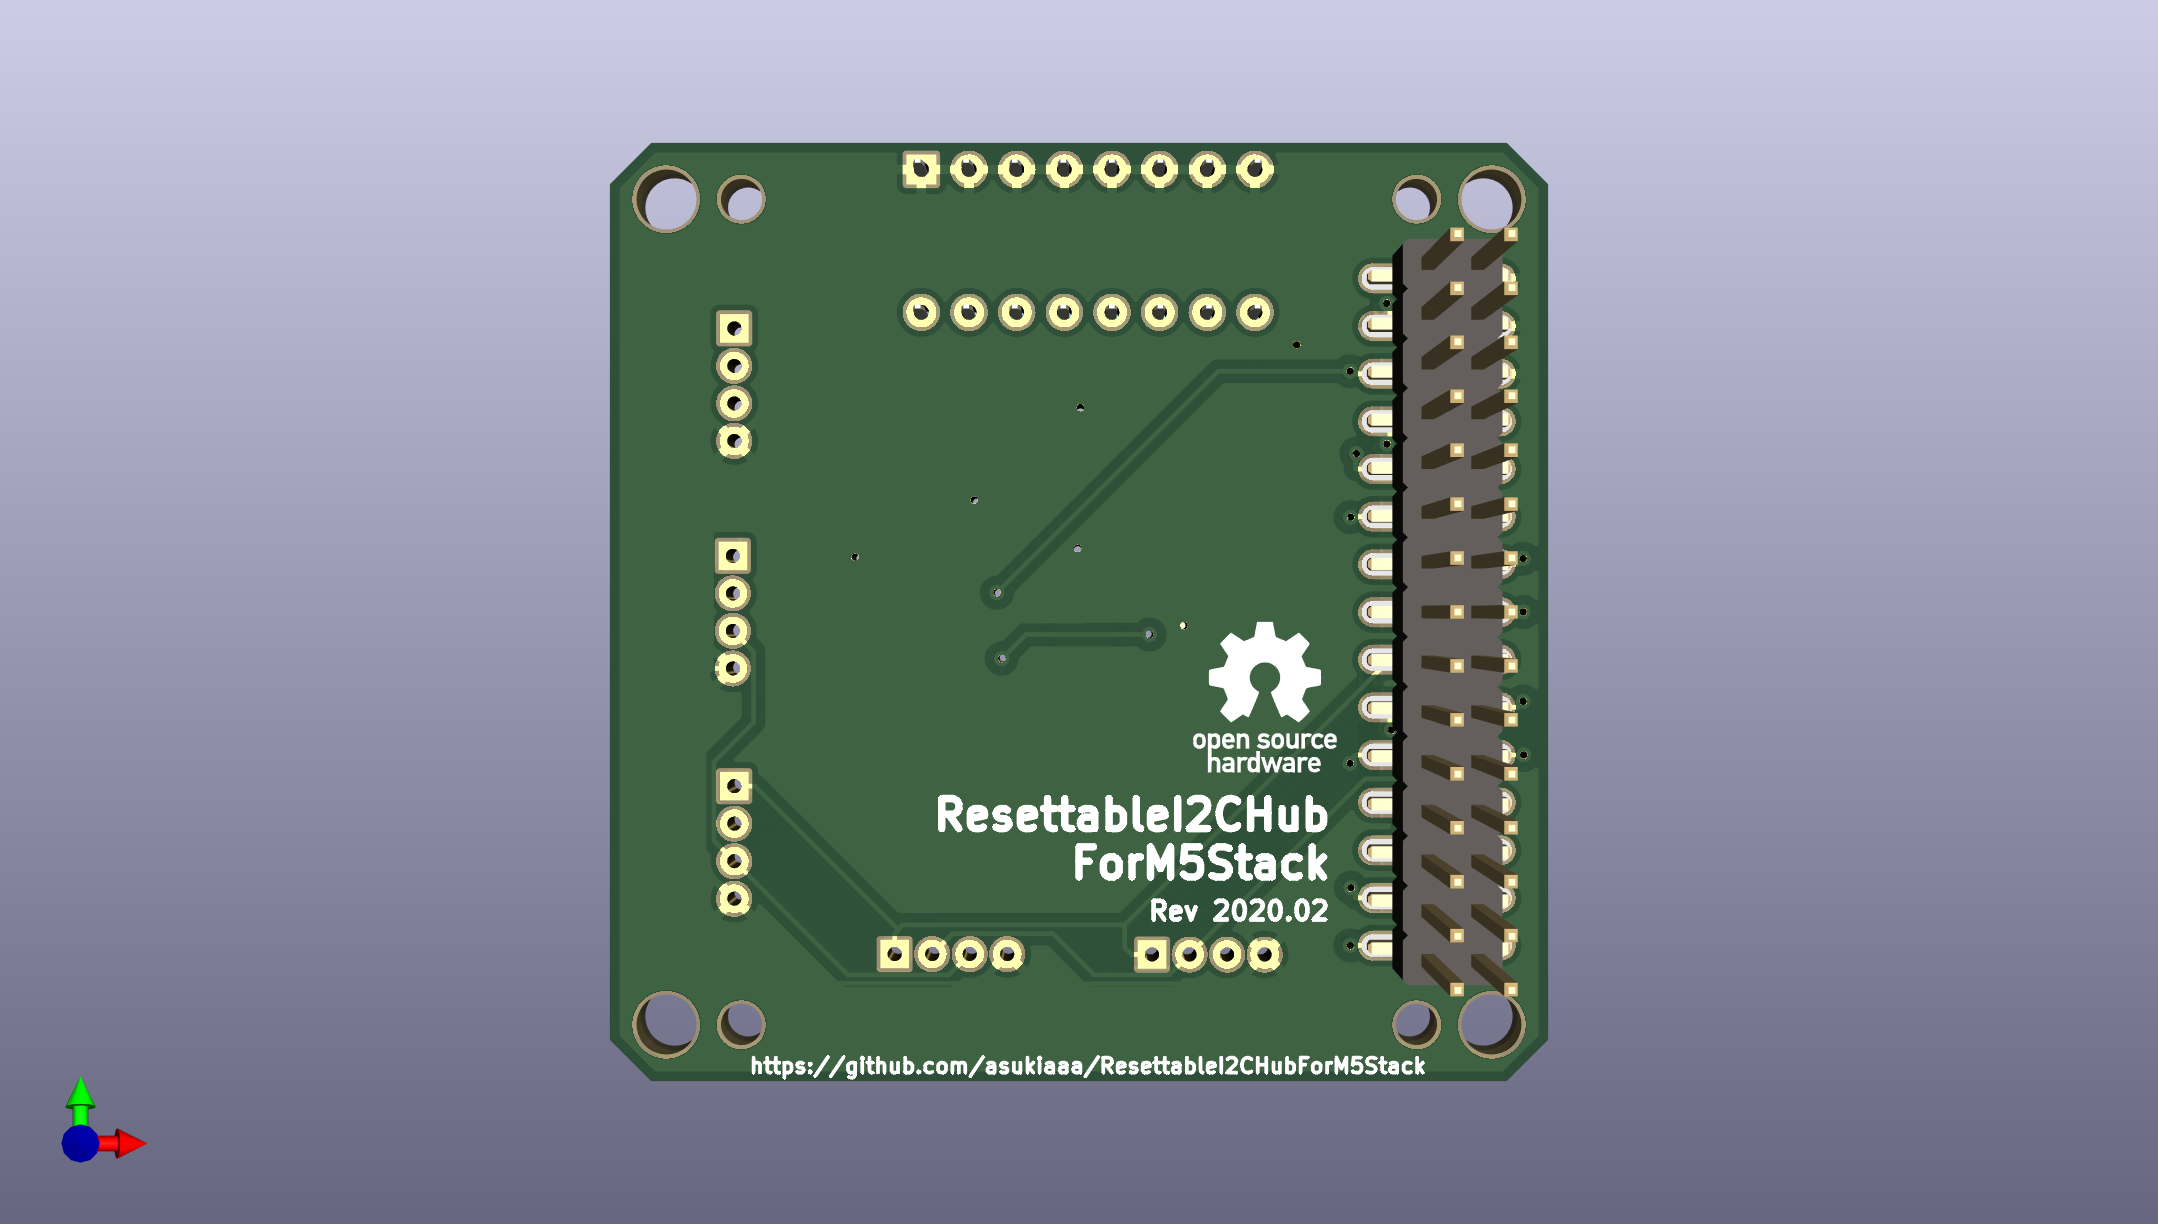 open source
hardware
ResettableI2CHub
ForM5Stack
Rev 2020.02
https://github.com/asukiaaa/ResettableI2CHubForM5Stack